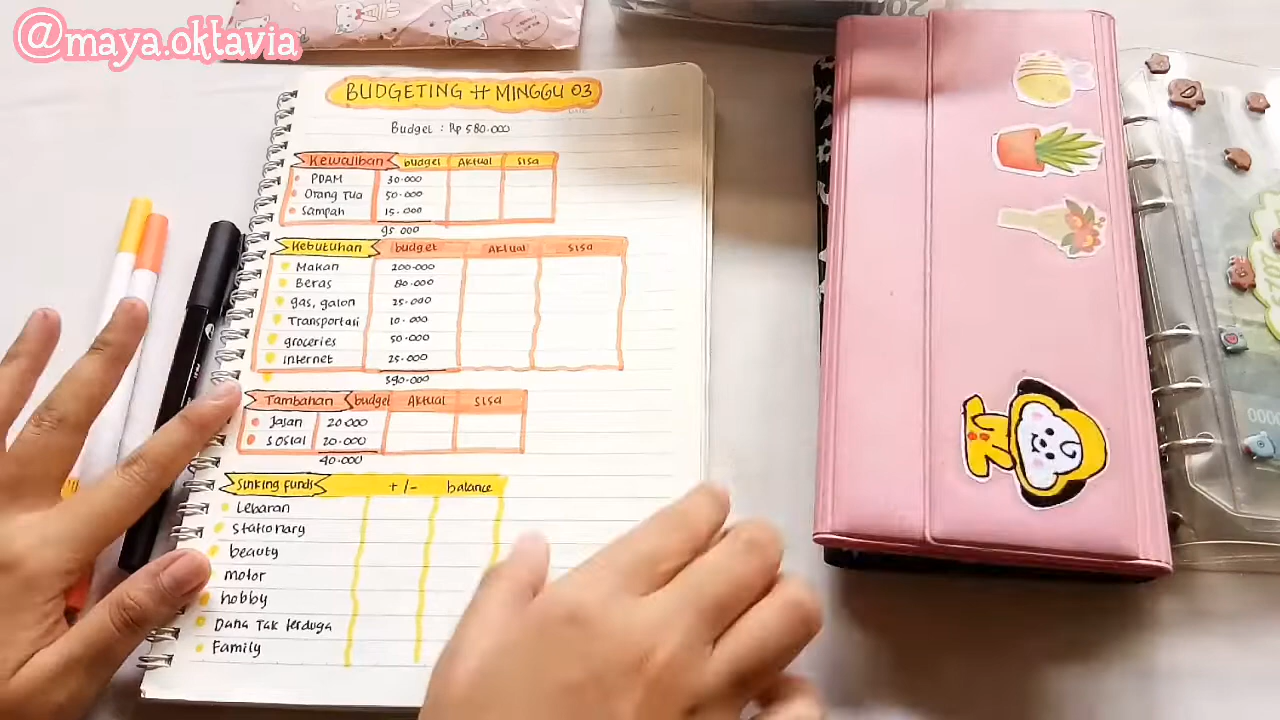 @maya.oktavia
BUDGETING # MINGGU 03
Budget : Rp 580.000
Kewajiban budget Aktual sisa
PDAM 30.000
Orang Tua 50.000
Sampah 15.000
95.000
Kebutuhan budget Aktual sisa
Makan 200.000
Beras 80.000
gas, galon 25.000
Transportasi 10.000
groceries 50.000
Internet 25.000
390.000
Tambahan budget Aktual sisa
Jajan 20.000
sosial 20.000
40.000
Sinking funds +/- balance
Lebaran
Stationary
beauty
motor
hobby
Dana Tak terduga
Family